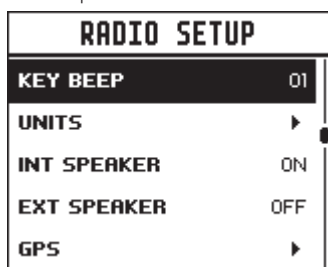 RADIO SETUP
KEY BEEP 01
UNITS ▸
INT SPEAKER ON
EXT SPEAKER OFF
GPS ▸